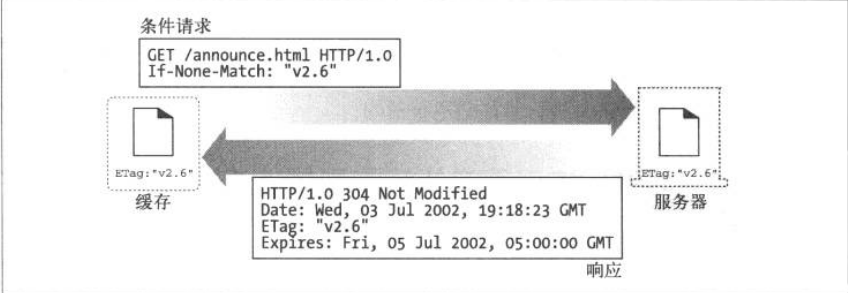 条件请求
GET /announce.html HTTP/1.0
If-None-Match: "v2.6"
ETag:"v2.6"
缓存
ETag:"v2.6"
服务器
HTTP/1.0 304 Not Modified
Date: Wed, 03 Jul 2002, 19:18:23 GMT
ETag: "v2.6"
Expires: Fri, 05 Jul 2002, 05:00:00 GMT
响应